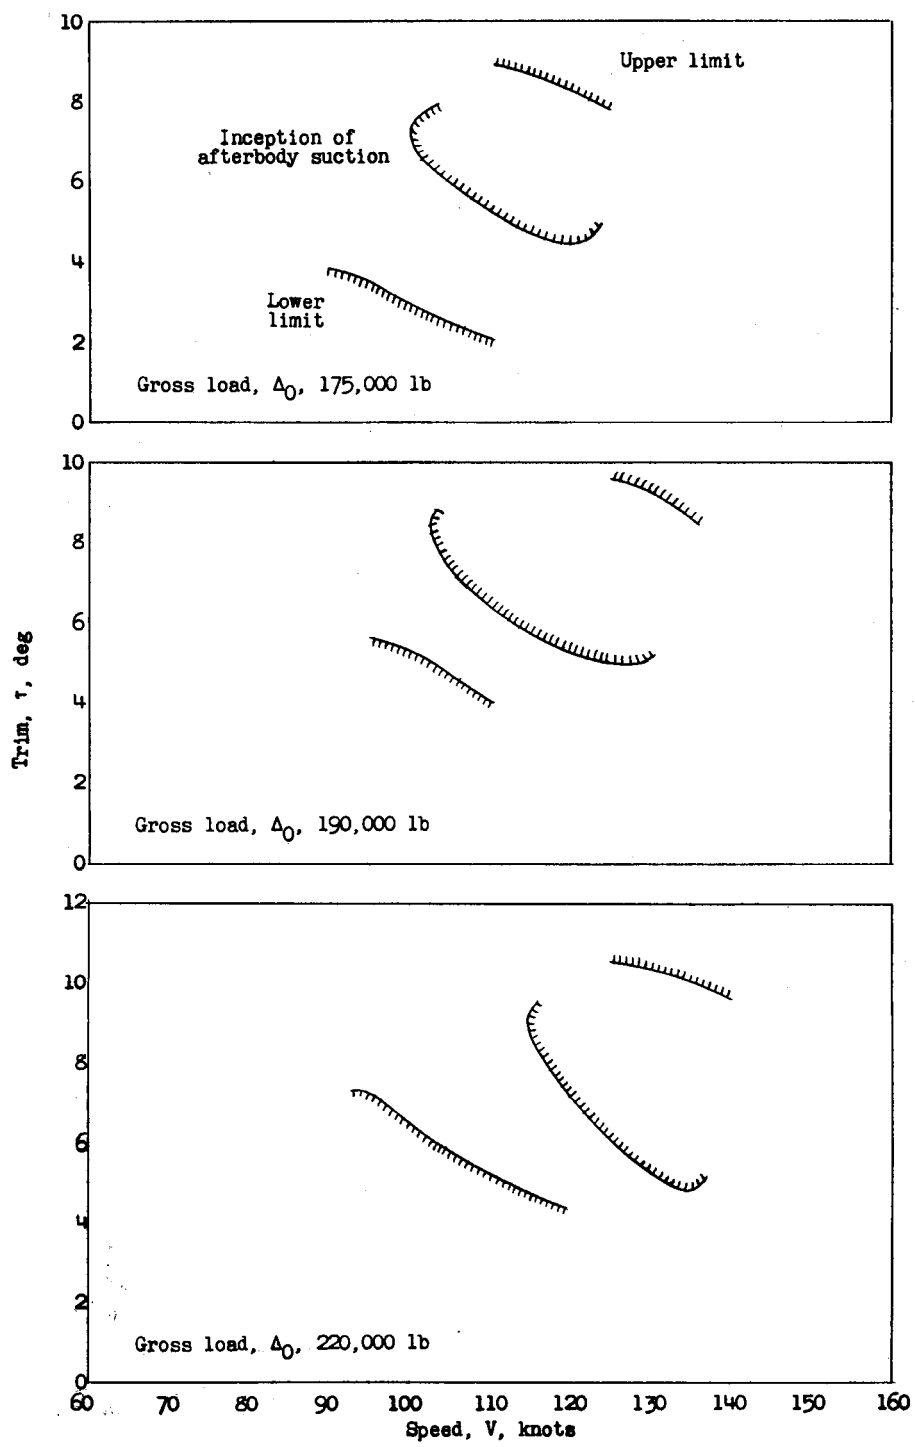 10
Upper limit
8
Inception of
afterbody suction
6
4
Lower
limit
2
Gross load, Δ0, 175,000 lb
0
10
8
6
Trim, τ, deg
4
2
Gross load, Δ0, 190,000 lb
0
12
10
8
6
4
2
Gross load, Δ0, 220,000 lb
0
60 70 80 90 100 110 120 130 140 150 160
Speed, V, knots